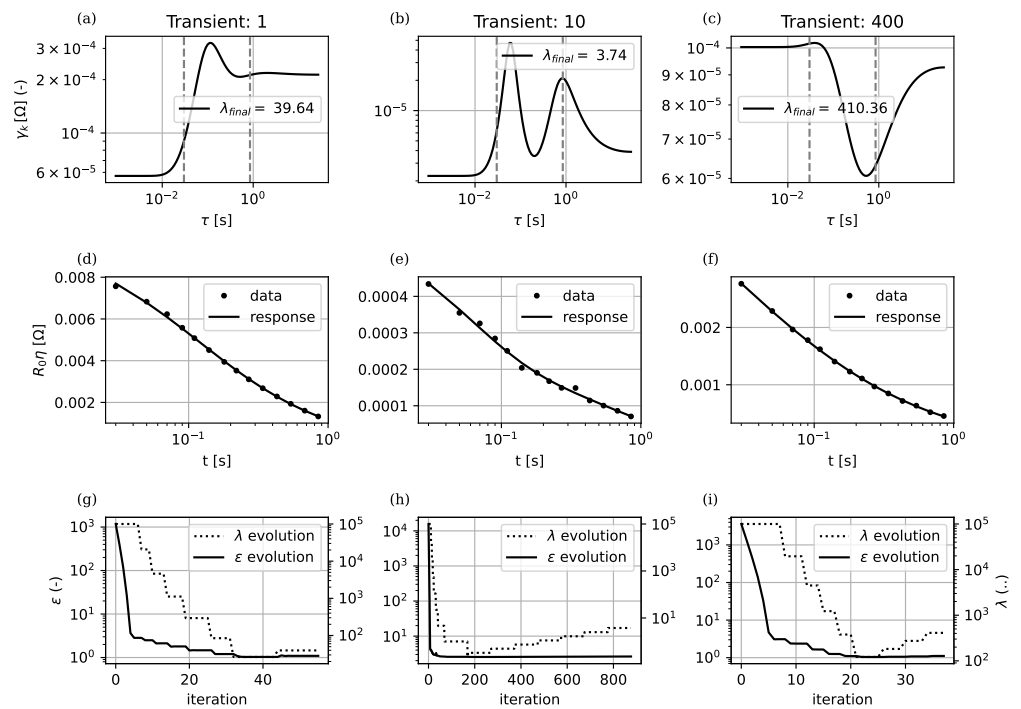 (a) Transient: 1
(b) Transient: 10
(c) Transient: 400
γₖ [Ω] (-)
3 × 10⁻⁴
2 × 10⁻⁴
10⁻⁴
6 × 10⁻⁵
λ_final = 39.64
10⁻² 10⁰
τ [s]
10⁻⁵
λ_final = 3.74
10⁻² 10⁰
τ [s]
10⁻⁴
9 × 10⁻⁵
8 × 10⁻⁵
7 × 10⁻⁵
6 × 10⁻⁵
λ_final = 410.36
10⁻² 10⁰
τ [s]
(d)
R₀η [Ω]
0.008
0.006
0.004
0.002
data
response
10⁻¹ 10⁰
t [s]
(e)
0.0004
0.0003
0.0002
0.0001
data
response
10⁻¹ 10⁰
t [s]
(f)
0.002
0.001
data
response
10⁻¹ 10⁰
t [s]
(g)
ε (-)
10³
10²
10¹
10⁰
λ evolution
ε evolution
10⁵
10⁴
10³
10²
0 20 40
iteration
(h)
10⁴
10³
10²
10¹
λ evolution
ε evolution
10⁵
10³
10¹
0 200 400 600 800
iteration
(i)
10³
10²
10¹
10⁰
λ evolution
ε evolution
10⁵
10⁴
10³
10²
λ (..)
0 10 20 30
iteration